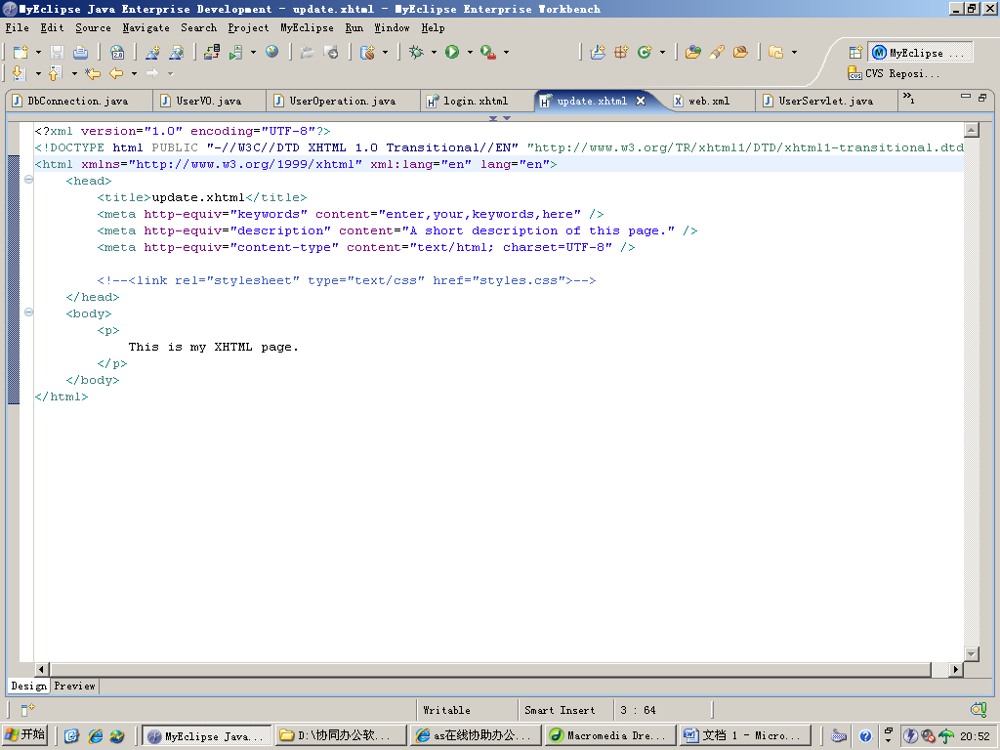 MyEclipse Java Enterprise Development - update.xhtml - MyEclipse Enterprise Workbench
File Edit Source Navigate Search Project MyEclipse Run Window Help
MyEclipse ...
CVS Reposi...
DbConnection.java UserVO.java UserOperation.java login.xhtml update.xhtml web.xml UserServlet.java »1
<?xml version="1.0" encoding="UTF-8"?>
<!DOCTYPE html PUBLIC "-//W3C//DTD XHTML 1.0 Transitional//EN" "http://www.w3.org/TR/xhtml1/DTD/xhtml1-transitional.dtd
<html xmlns="http://www.w3.org/1999/xhtml" xml:lang="en" lang="en">
<head>
<title>update.xhtml</title>
<meta http-equiv="keywords" content="enter,your,keywords,here" />
<meta http-equiv="description" content="A short description of this page." />
<meta http-equiv="content-type" content="text/html; charset=UTF-8" />
<!--<link rel="stylesheet" type="text/css" href="styles.css">-->
</head>
<body>
<p>
This is my XHTML page.
</p>
</body>
</html>
Design Preview
Writable Smart Insert 3 : 64
开始 MyEclipse Java... D:\协同办公软... as在线协助办公... Macromedia Dre... 文档 1 - Micro... 20:52